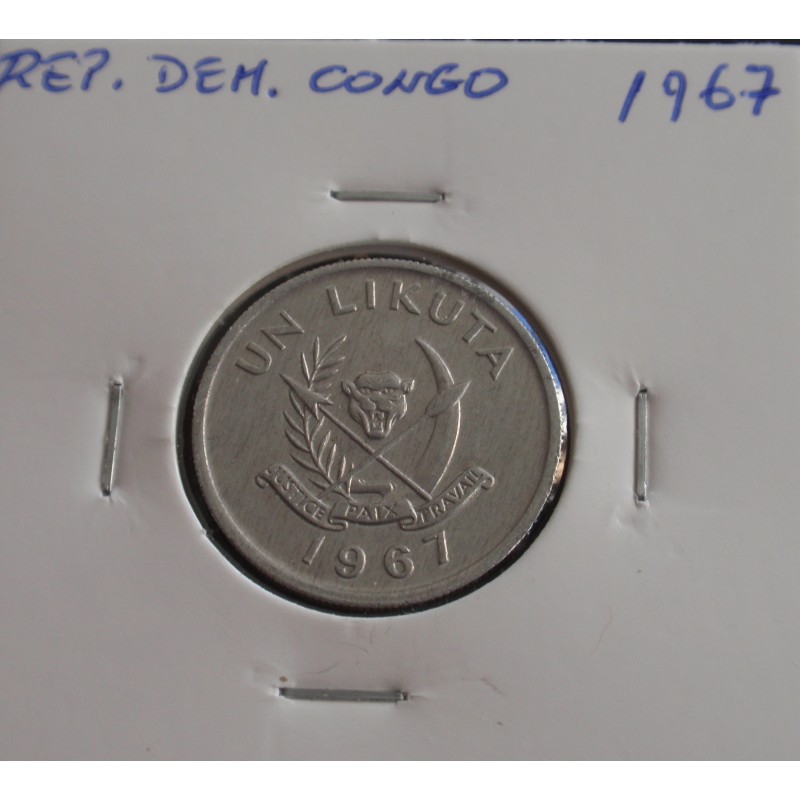 REP. DEM. CONGO 1967
UN LIKUTA
JUSTICE PAIX TRAVAIL
1967